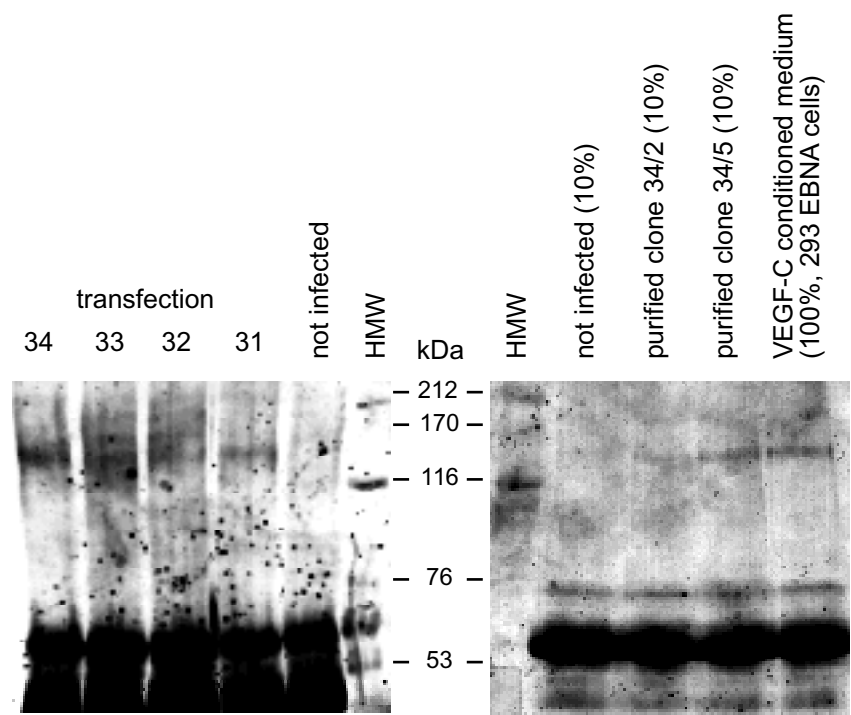 transfection
34 33 32 31
not infected
HMW
kDa
HMW
not infected (10%)
purified clone 34/2 (10%)
purified clone 34/5 (10%)
VEGF-C conditioned medium
(100%, 293 EBNA cells)
– 212 –
– 170 –
– 116 –
– 76 –
– 53 –